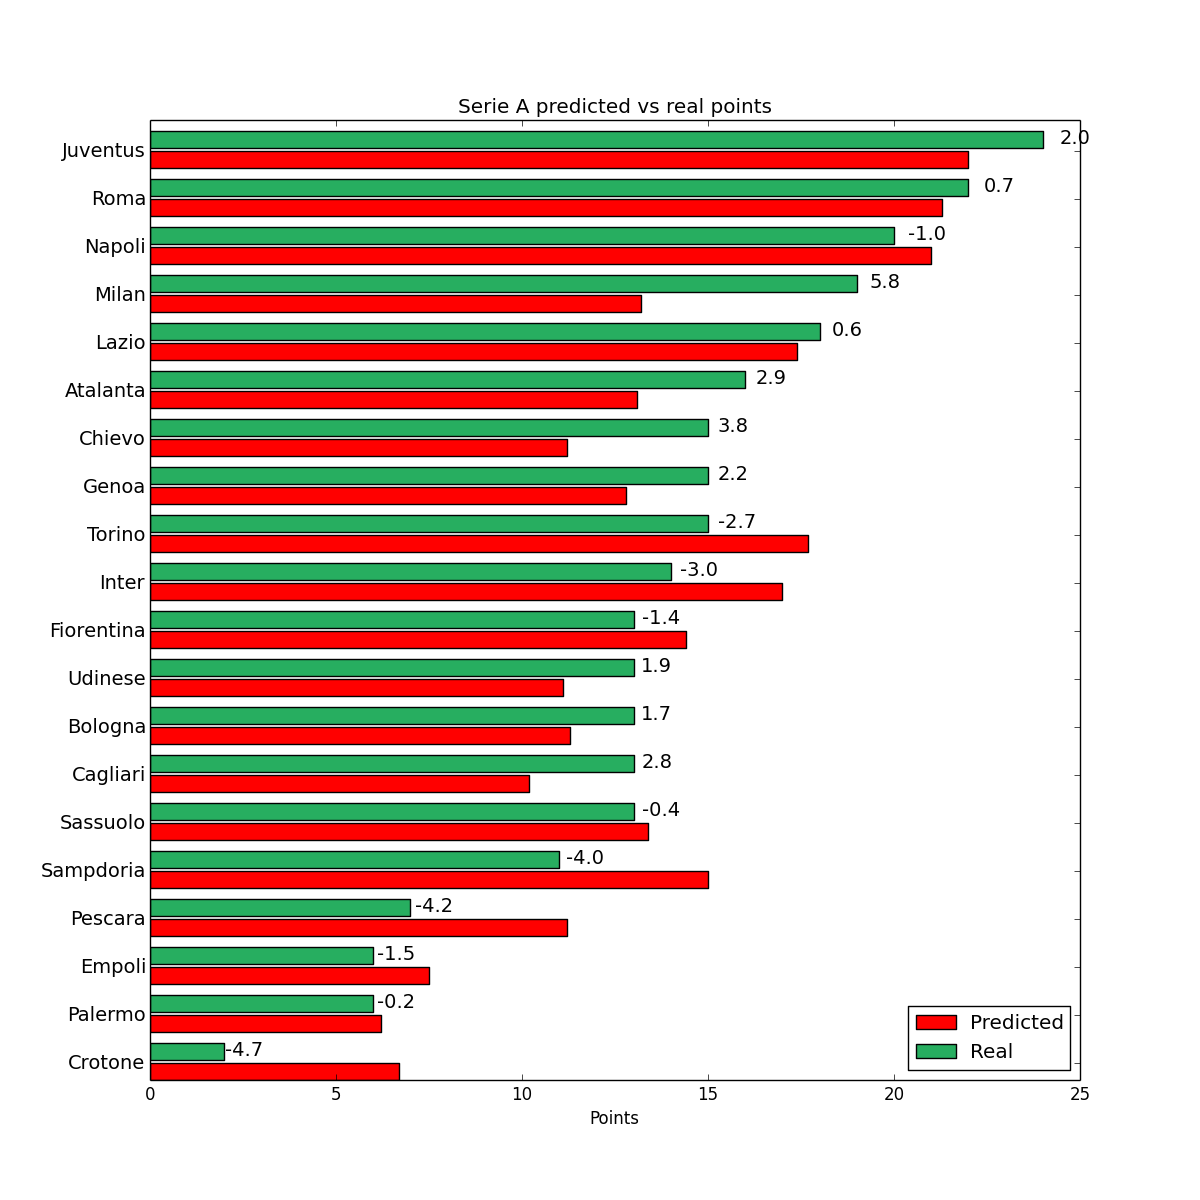 Serie A predicted vs real points
Juventus 2.0
Roma 0.7
Napoli -1.0
Milan 5.8
Lazio 0.6
Atalanta 2.9
Chievo 3.8
Genoa 2.2
Torino -2.7
Inter -3.0
Fiorentina -1.4
Udinese 1.9
Bologna 1.7
Cagliari 2.8
Sassuolo -0.4
Sampdoria -4.0
Pescara -4.2
Empoli -1.5
Palermo -0.2
Crotone -4.7
Predicted
Real
0 5 10 15 20 25
Points